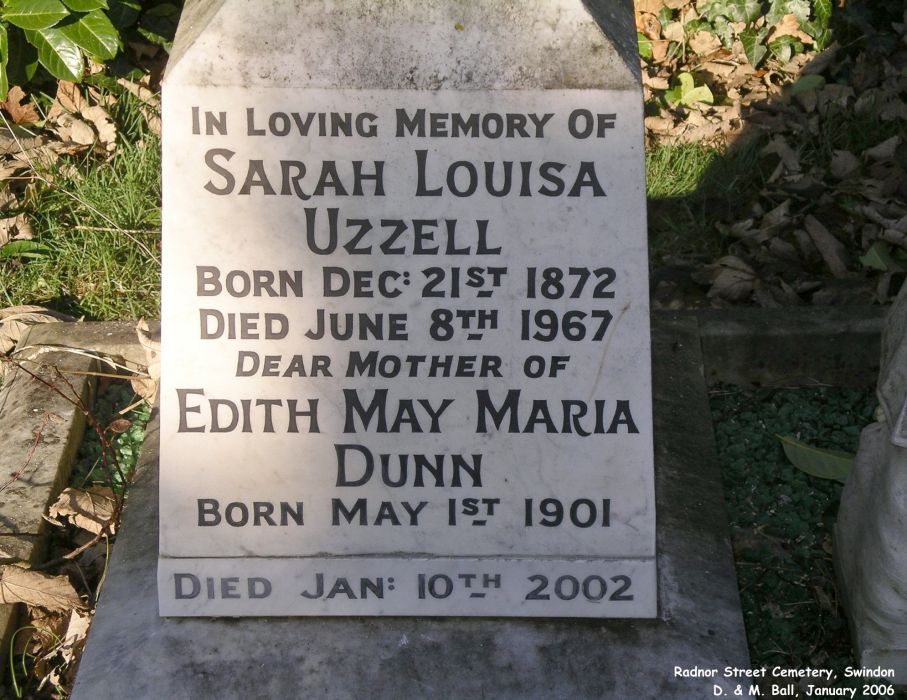 In Loving Memory Of
Sarah Louisa
Uzzell
Born Dec: 21st 1872
Died June 8th 1967
Dear Mother of
Edith May Maria
Dunn
Born May 1st 1901
Died Jan: 10th 2002
Radnor Street Cemetery, Swindon
D. & M. Ball, January 2006